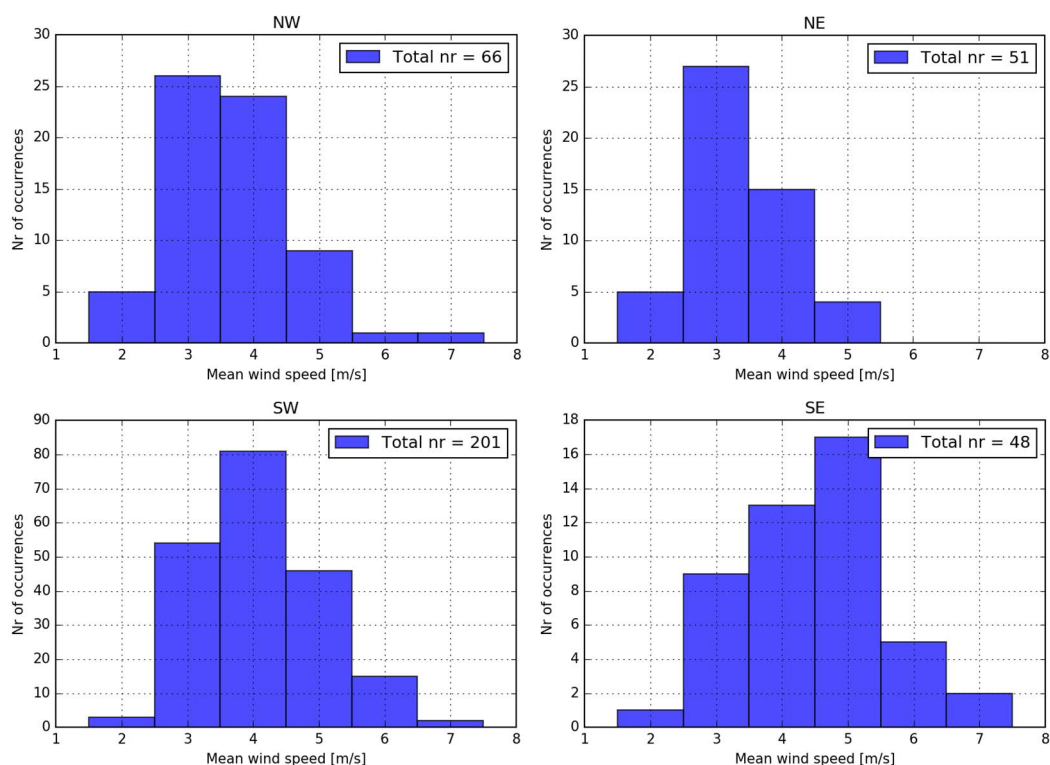 NW
Total nr = 66
30
25
20
15
10
5
0
Nr of occurrences
1 2 3 4 5 6 7 8
Mean wind speed [m/s]
NE
Total nr = 51
30
25
20
15
10
5
0
Nr of occurrences
1 2 3 4 5 6 7 8
Mean wind speed [m/s]
SW
Total nr = 201
90
80
70
60
50
40
30
20
10
0
Nr of occurrences
1 2 3 4 5 6 7 8
Mean wind speed [m/s]
SE
Total nr = 48
18
16
14
12
10
8
6
4
2
0
Nr of occurrences
1 2 3 4 5 6 7 8
Mean wind speed [m/s]